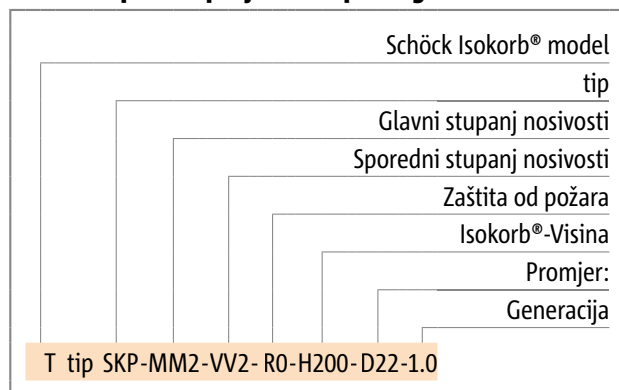 Schöck Isokorb® model
tip
Glavni stupanj nosivosti
Sporedni stupanj nosivosti
Zaštita od požara
Isokorb®-Visina
Promjer:
Generacija
T tip SKP-MM2-VV2- R0-H200- D22-1.0